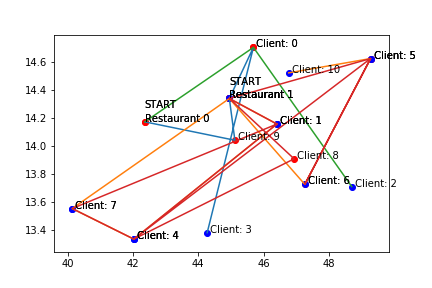 Client: 0
Client: 5
Client: 10
START
START
Restaurant 1
Restaurant 0
Client: 1
Client: 9
Client: 8
Client: 6
Client: 2
Client: 7
Client: 3
Client: 4
14.6
14.4
14.2
14.0
13.8
13.6
13.4
40
42
44
46
48